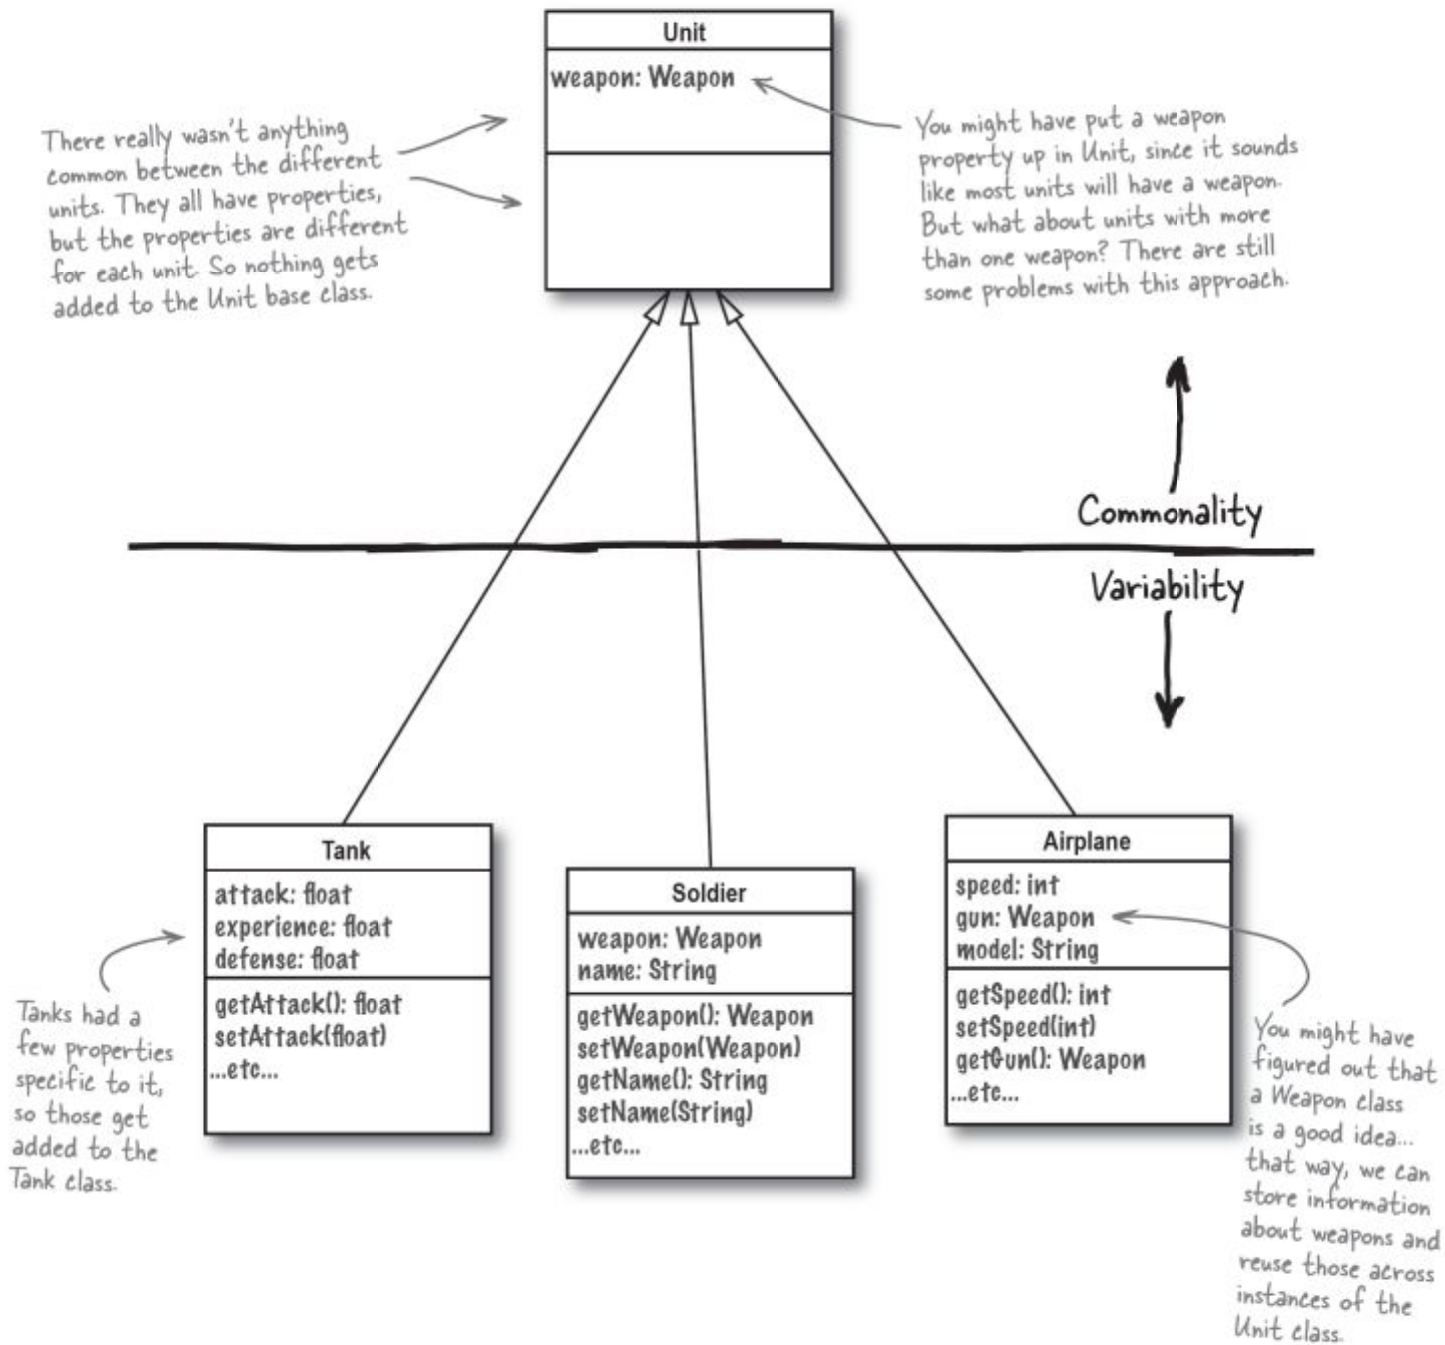 Unit
weapon: Weapon
There really wasn't anything
common between the different
units. They all have properties,
but the properties are different
for each unit. So nothing gets
added to the Unit base class.
You might have put a weapon
property up in Unit, since it sounds
like most units will have a weapon.
But what about units with more
than one weapon? There are still
some problems with this approach.
Commonality
Variability
Tank
attack: float
experience: float
defense: float
getAttack(): float
setAttack(float)
...etc...
Tanks had a
few properties
specific to it,
so those get
added to the
Tank class.
Soldier
weapon: Weapon
name: String
getWeapon(): Weapon
setWeapon(Weapon)
getName(): String
setName(String)
...etc...
Airplane
speed: int
gun: Weapon
model: String
getSpeed(): int
setSpeed(int)
getGun(): Weapon
...etc...
You might have
figured out that
a Weapon class
is a good idea...
that way, we can
store information
about weapons and
reuse those across
instances of the
Unit class.